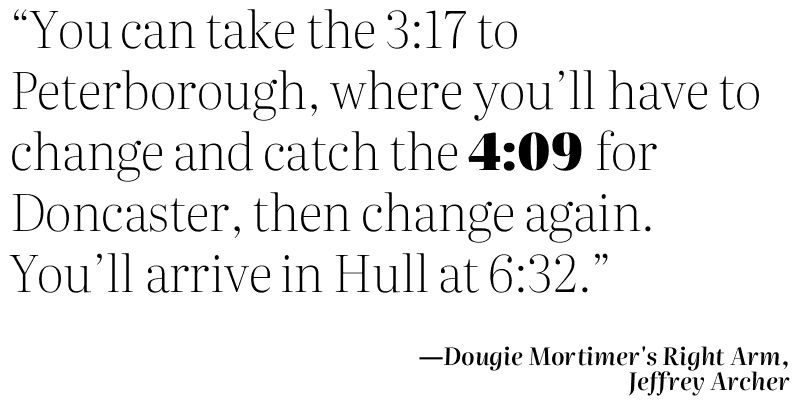 “You can take the 3:17 to
Peterborough, where you’ll have to
change and catch the 4:09 for
Doncaster, then change again.
You’ll arrive in Hull at 6:32.”
—Dougie Mortimer's Right Arm,
Jeffrey Archer